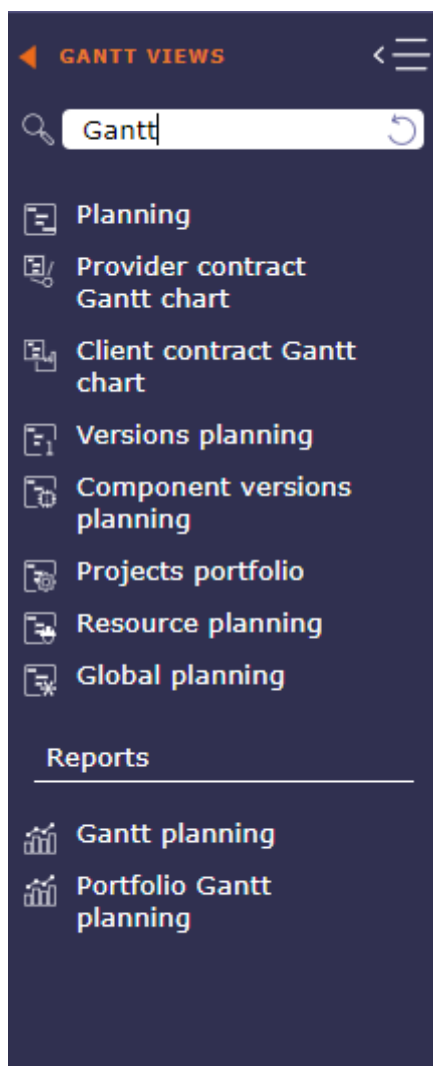 GANTT VIEWS
Gantt
Planning
Provider contract
Gantt chart
Client contract Gantt
chart
Versions planning
Component versions
planning
Projects portfolio
Resource planning
Global planning
Reports
Gantt planning
Portfolio Gantt
planning